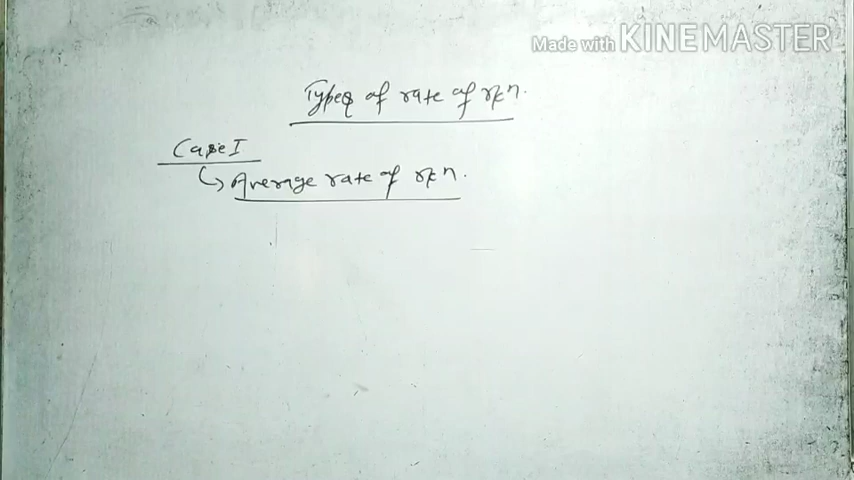 Made with KINEMASTER
Types of rate of rxn.
Case I
↳ Average rate of rxn.